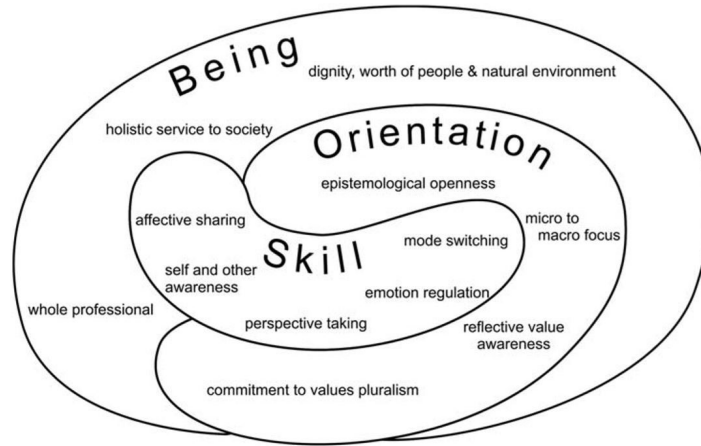 Being
dignity, worth of people & natural environment
holistic service to society
Orientation
epistemological openness
affective sharing
micro to
macro focus
mode switching
Skill
self and other
awareness
emotion regulation
whole professional
perspective taking
reflective value
awareness
commitment to values pluralism